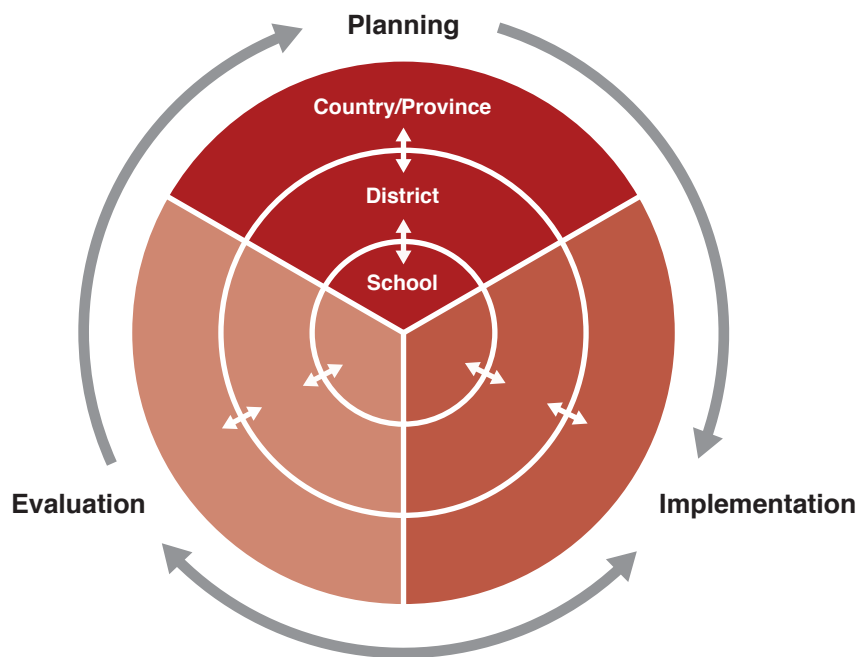 Planning
Country/Province
District
School
Evaluation
Implementation